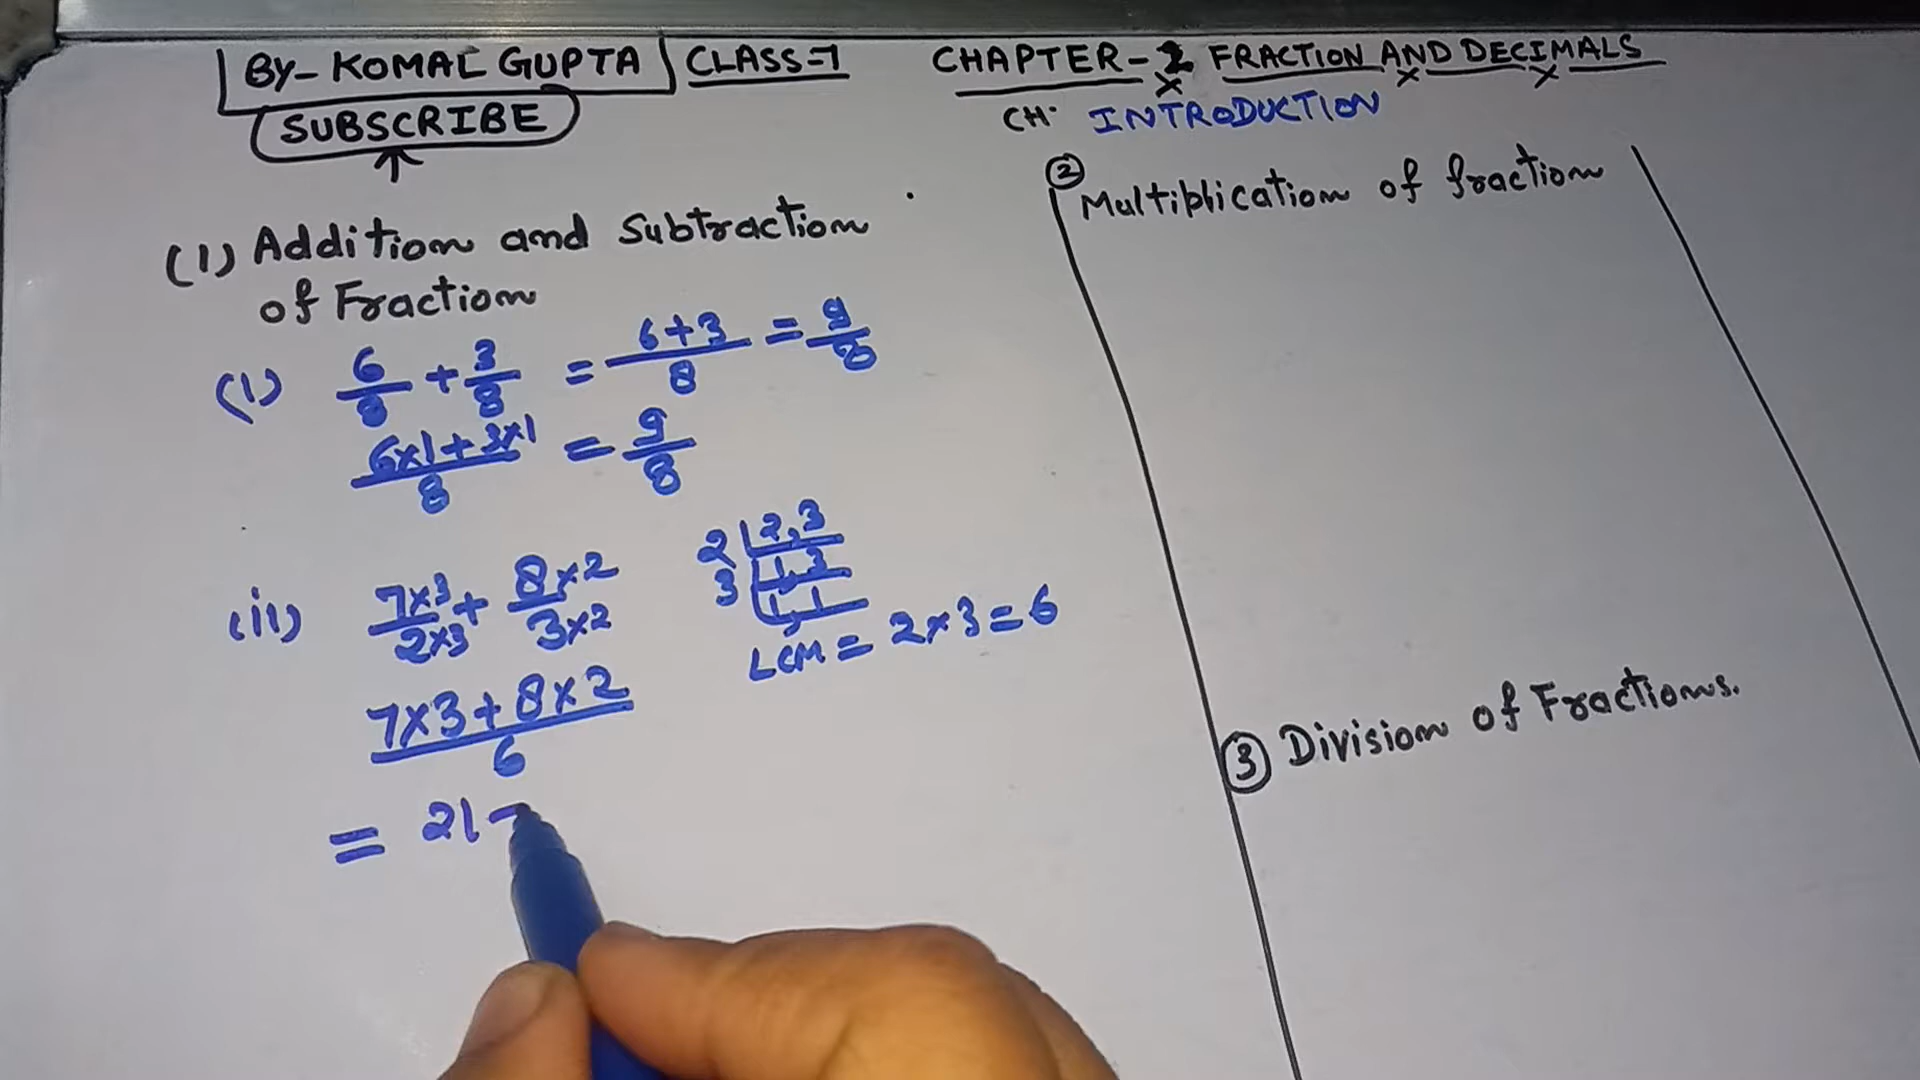 BY- KOMAL GUPTA CLASS-7 CHAPTER-2 FRACTION AND DECIMALS
SUBSCRIBE CH· INTRODUCTION
(1) Addition and Subtraction
of Fraction
(i) 6/8 + 3/8 = 6+3/8 = 9/8
6×1+3×1/8 = 9/8
(ii) 7×3/2×3 + 8×2/3×2
7×3+8×2/6
= 21
2 2,3
3 1,3
1,1
LCM = 2×3=6
② Multiplication of fraction
③ Division of Fractions.